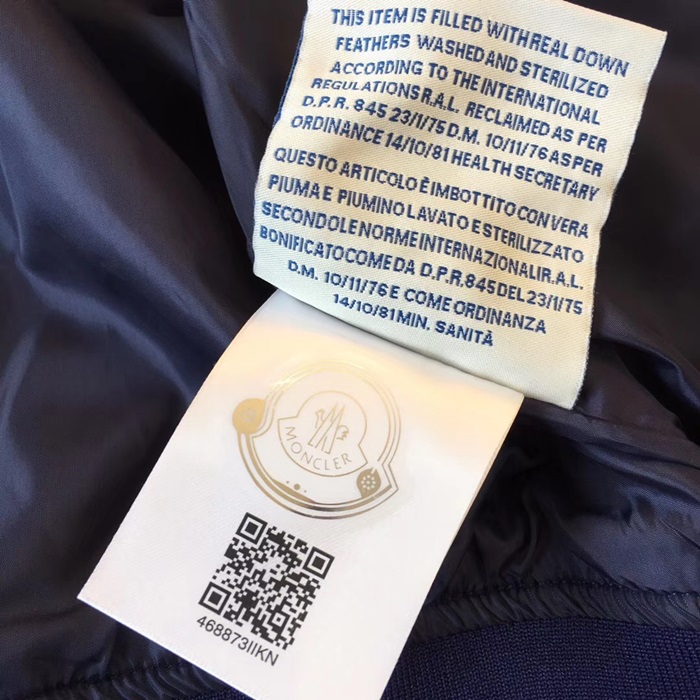 THIS ITEM IS FILLED WITH REAL DOWN
FEATHERS WASHED AND STERILIZED
ACCORDING TO THE INTERNATIONAL
REGULATIONS R.A.L. RECLAIMED AS PER
D.P.R. 845 23/1/75 D.M. 10/11/76 AS PER
ORDINANCE 14/10/81 HEALTH SECRETARY
QUESTO ARTICOLO È IMBOTTITO CON VERA
PIUMA E PIUMINO LAVATO E STERILIZZATO
SECONDO LE NORME INTERNAZIONALI R.A.L.
BONIFICATO COME DA D.P.R. 845 DEL 23/1/75
D.M. 10/11/76 E COME ORDINANZA
14/10/81 MIN. SANITÀ
MONCLER
468873IIKN